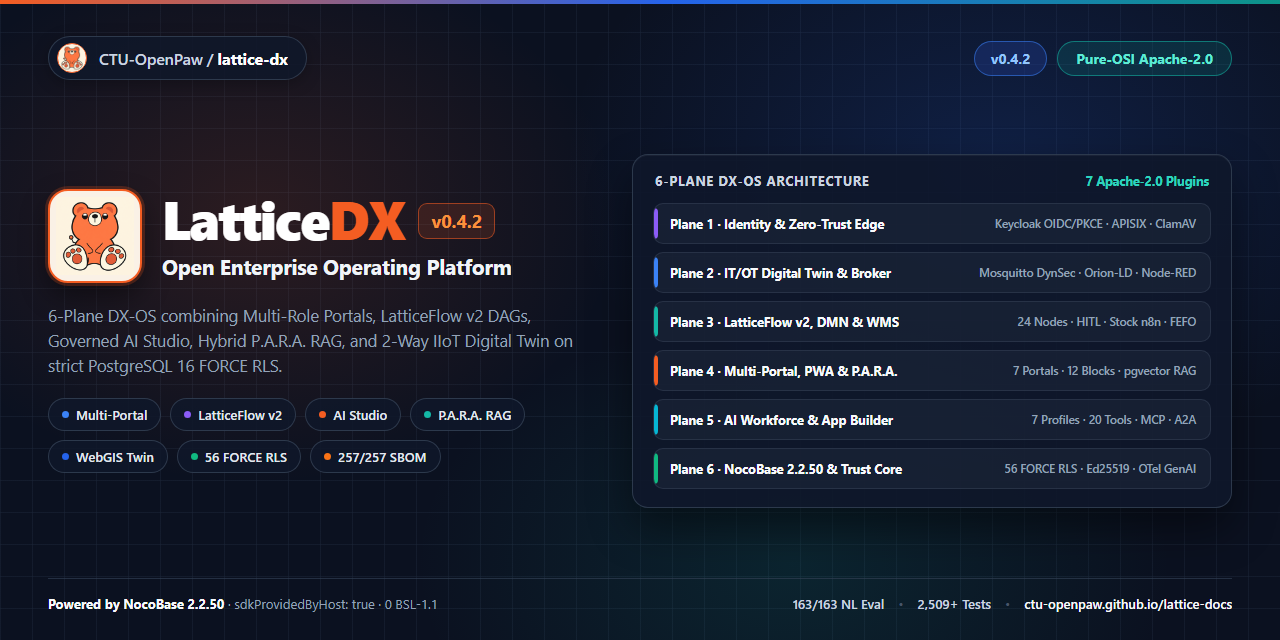 CTU-OpenPaw / lattice-dx
v0.4.2
Pure-OSI Apache-2.0
LatticeDX v0.4.2
Open Enterprise Operating Platform
6-Plane DX-OS combining Multi-Role Portals, LatticeFlow v2 DAGs,
Governed AI Studio, Hybrid P.A.R.A. RAG, and 2-Way IIoT Digital Twin on
strict PostgreSQL 16 FORCE RLS.
Multi-Portal
LatticeFlow v2
AI Studio
P.A.R.A. RAG
WebGIS Twin
56 FORCE RLS
257/257 SBOM
6-PLANE DX-OS ARCHITECTURE
7 Apache-2.0 Plugins
Plane 1 · Identity & Zero-Trust Edge
Keycloak OIDC/PKCE · APISIX · ClamAV
Plane 2 · IT/OT Digital Twin & Broker
Mosquitto DynSec · Orion-LD · Node-RED
Plane 3 · LatticeFlow v2, DMN & WMS
24 Nodes · HITL · Stock n8n · FEFO
Plane 4 · Multi-Portal, PWA & P.A.R.A.
7 Portals · 12 Blocks · pgvector RAG
Plane 5 · AI Workforce & App Builder
7 Profiles · 20 Tools · MCP · A2A
Plane 6 · NocoBase 2.2.50 & Trust Core
56 FORCE RLS · Ed25519 · OTel GenAI
Powered by NocoBase 2.2.50 · sdkProvidedByHost: true · 0 BSL-1.1
163/163 NL Eval • 2,509+ Tests • ctu-openpaw.github.io/lattice-docs